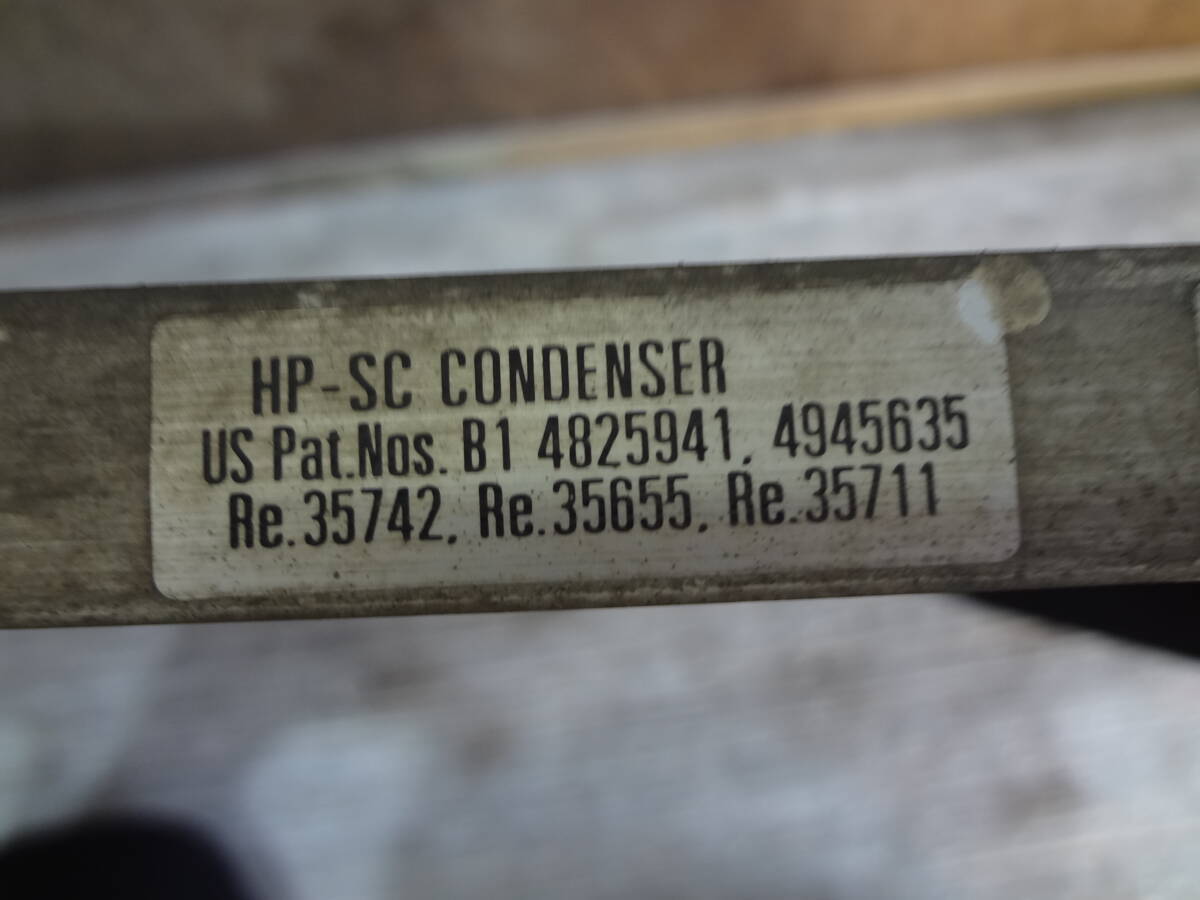 HP-SC CONDENSER
US Pat.Nos. B1 4825941, 4945635
Re.35742, Re.35655, Re.35711